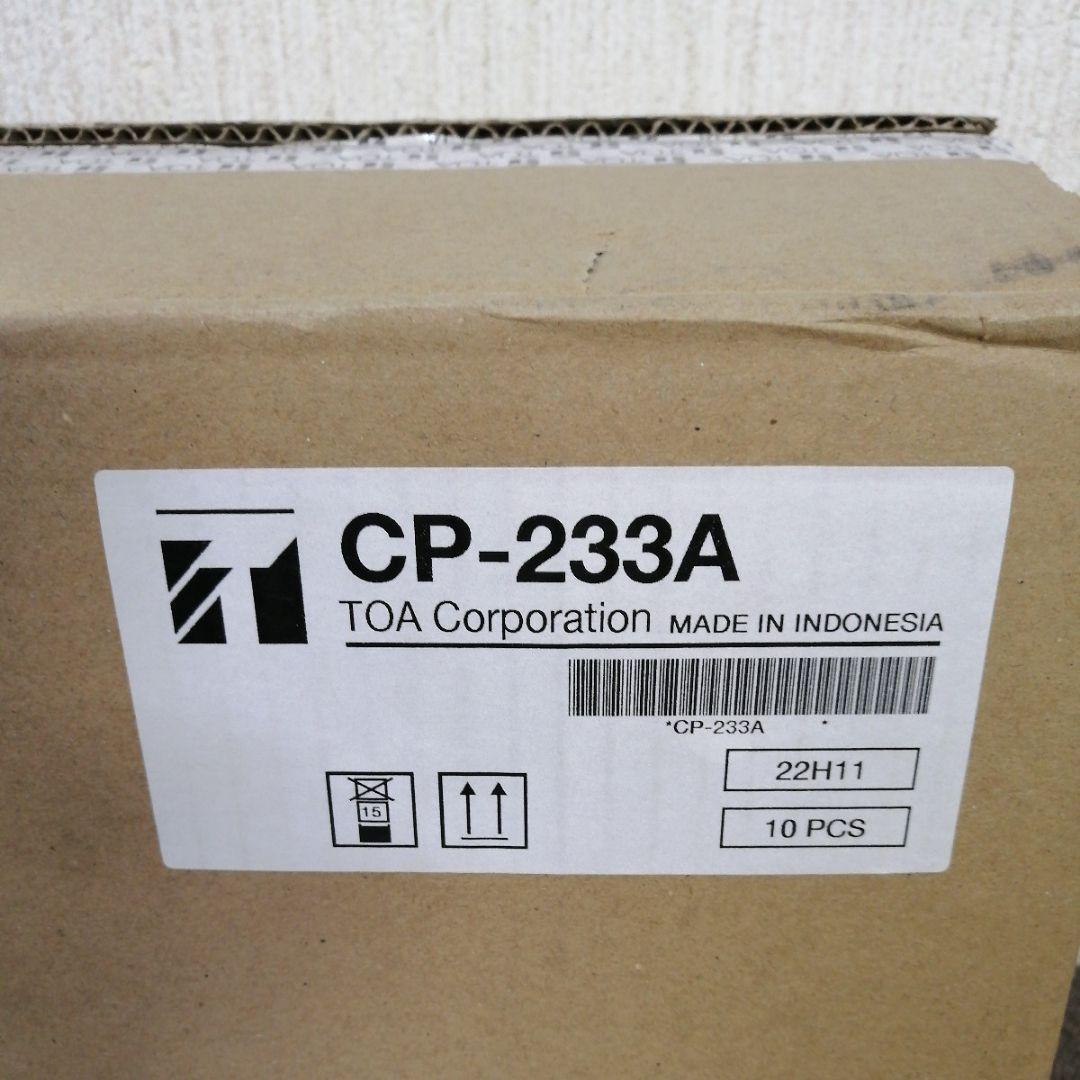 CP-233A
TOA Corporation MADE IN INDONESIA
*CP-233A *
22H11
15
10 PCS